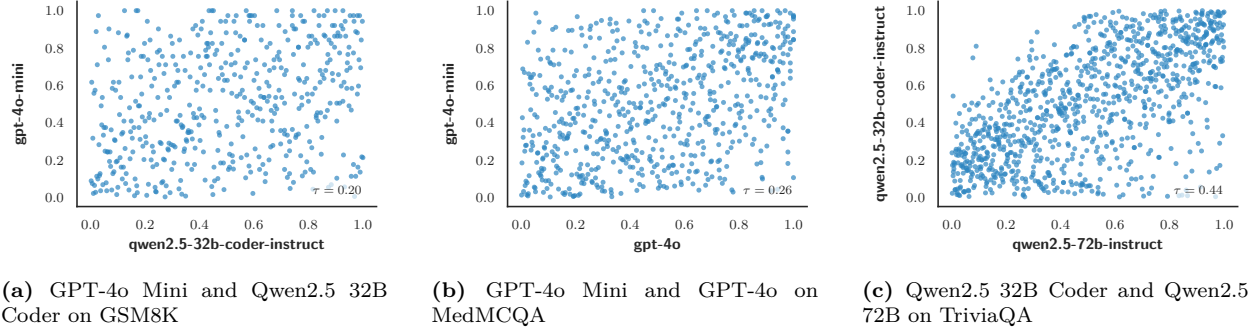 1.0
0.8
0.6
0.4
0.2
0.0
gpt-4o-mini
τ = 0.20
0.0 0.2 0.4 0.6 0.8 1.0
qwen2.5-32b-coder-instruct
(a) GPT-4o Mini and Qwen2.5 32B
Coder on GSM8K
1.0
0.8
0.6
0.4
0.2
0.0
gpt-4o-mini
τ = 0.26
0.0 0.2 0.4 0.6 0.8 1.0
gpt-4o
(b) GPT-4o Mini and GPT-4o on
MedMCQA
1.0
0.8
0.6
0.4
0.2
0.0
qwen2.5-32b-coder-instruct
τ = 0.44
0.0 0.2 0.4 0.6 0.8 1.0
qwen2.5-72b-instruct
(c) Qwen2.5 32B Coder and Qwen2.5
72B on TriviaQA